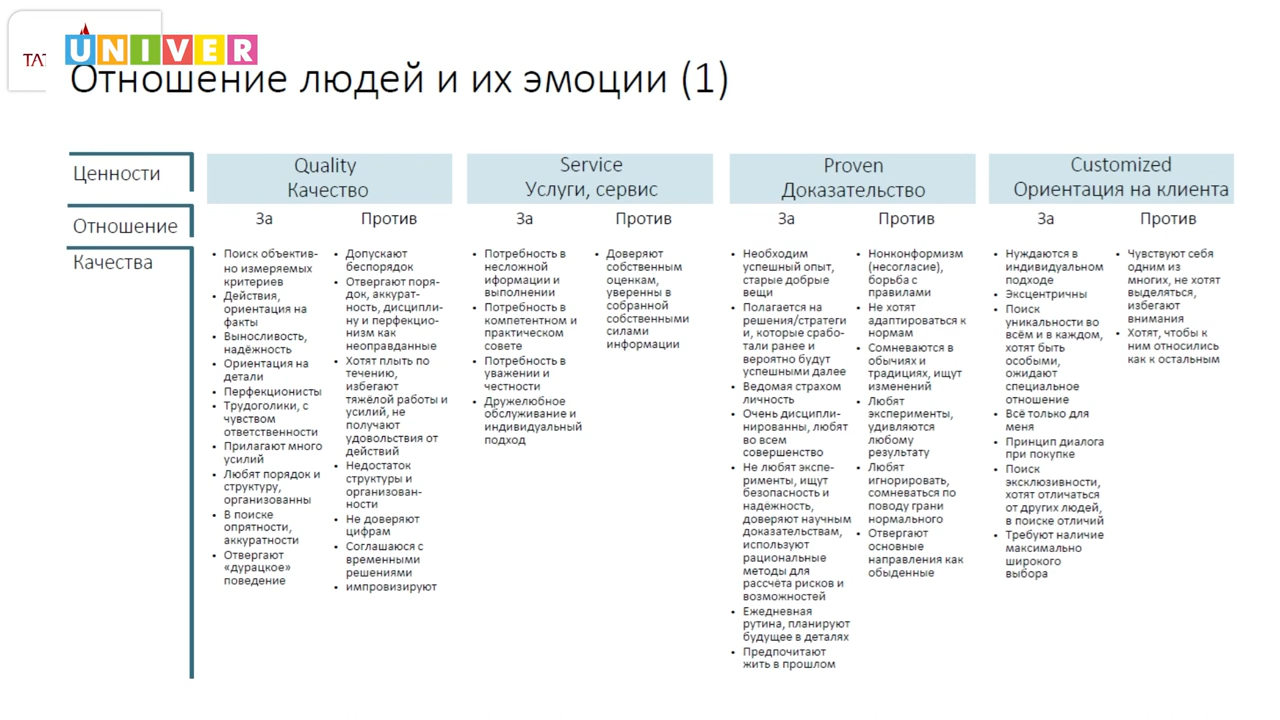 ТАТ
UNIVER
Отношение людей и их эмоции (1)
Ценности
Quality
Качество
Service
Услуги, сервис
Proven
Доказательство
Customized
Ориентация на клиента
Отношение
За
Против
За
Против
За
Против
За
Против
Качества
• Поиск объектив-
но измеряемых
критериев
• Действия,
ориентация на
факты
• Выносливость,
надёжность
• Ориентация на
детали
• Перфекционисты
• Трудоголики, с
чувством
ответственности
• Прилагают много
усилий
• Любят порядок и
структуру,
организованны
• В поиске
опрятности,
аккуратности
• Отвергают
«дурацкое»
поведение
• Допускают
беспорядок
• Отвергают поря-
док, аккурат-
ность, дисципли-
ну и перфекцио-
низм как
неоправданные
• Хотят плыть по
течению,
избегают
тяжёлой работы и
усилий, не
получают
удовольствия от
действий
• Недостаток
структуры и
организован-
ности
• Не доверяют
цифрам
• Соглашаюся с
временными
решениями
• импровизируют
• Потребность в
несложной
иформации и
выполнении
• Потребность в
компетентном и
практическом
совете
• Потребность в
уважении и
честности
• Дружелюбное
обслуживание и
индивидуальный
подход
• Доверяют
собственным
оценкам,
уверенны в
собранной
собственными
силами
информации
• Необходим
успешный опыт,
старые добрые
вещи
• Полагается на
решения/стратеги
и, которые срабо-
тали ранее и
вероятно будут
успешными далее
• Ведомая страхом
личность
• Очень дисципли-
нированны, любят
во всем
совершенство
• Не любят экспе-
рименты, ищут
безопасность и
надёжность,
доверяют научным
доказательствам,
используют
рациональные
методы для
рассчёта рисков и
возможностей
• Ежедневная
рутина, планируют
будущее в деталях
• Предпочитают
жить в прошлом
• Нонконформизм
(несогласие),
борьба с
правилами
• Не хотят
адаптироваться к
нормам
• Сомневаются в
обычиях и
традициях, ищут
изменений
• Любят
эксперименты,
удивляются
любому
результату
• Любят
игнорировать,
сомневаться по
поводу грани
нормального
• Отвергают
основные
направления как
обыденные
• Нуждаются в
индивидуальном
подходе
• Эксцентричны
• Поиск
уникальности во
всём и в каждом,
хотят быть
особыми,
ожидают
специальное
отношение
• Всё только для
меня
• Принцип диалога
при покупке
• Поиск
эксклюзивности,
хотят отличаться
от других людей,
в поиске отличий
• Требуют наличие
максимально
широкого
выбора
• Чувствуют себя
одним из
многих, не хотят
выделяться,
избегают
внимания
• Хотят, чтобы к
ним относились
как к остальным